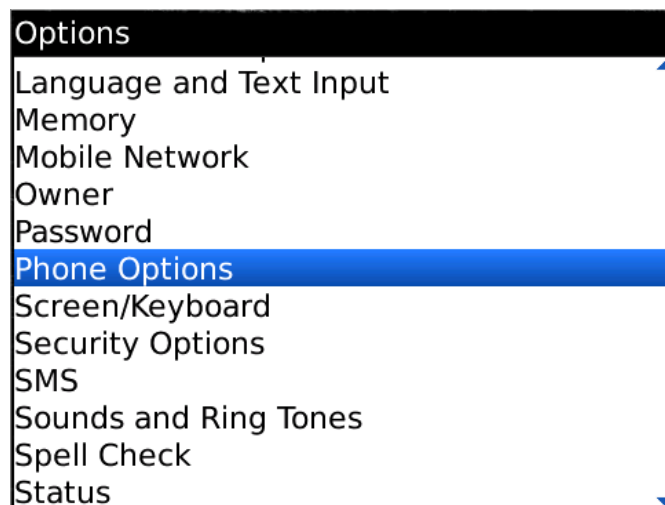 Options
Language and Text Input
Memory
Mobile Network
Owner
Password
Phone Options
Screen/Keyboard
Security Options
SMS
Sounds and Ring Tones
Spell Check
Status